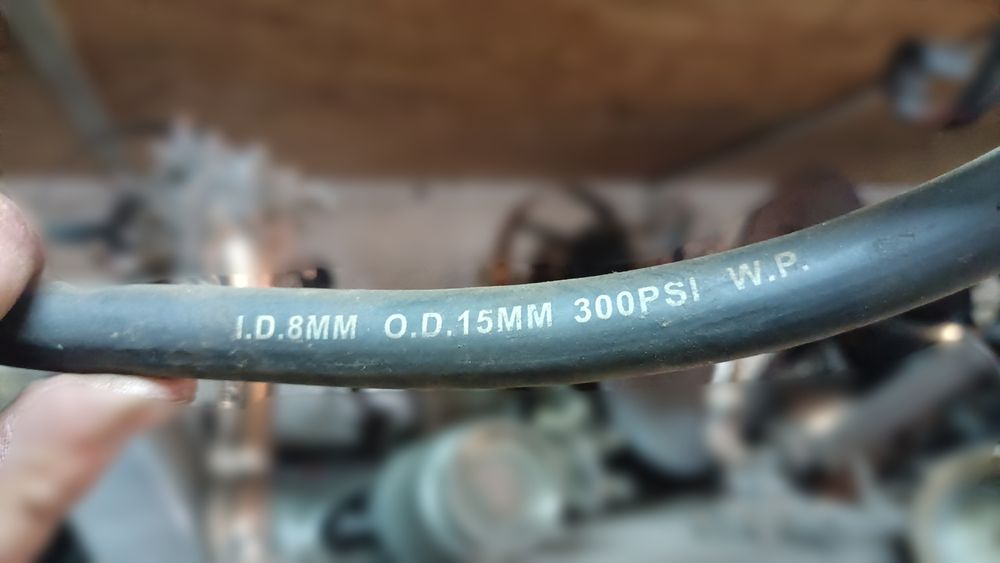 I.D.8MM O.D.15MM 300PSI W.P.